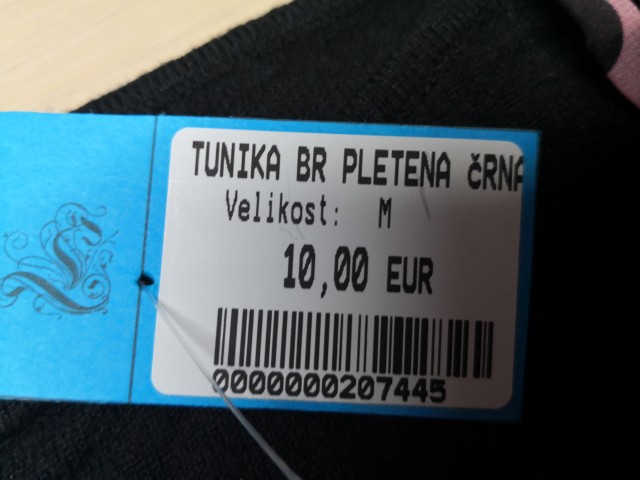 TUNIKA BR PLETENA ČRNA
Velikost: M
10,00 EUR
0000000207445